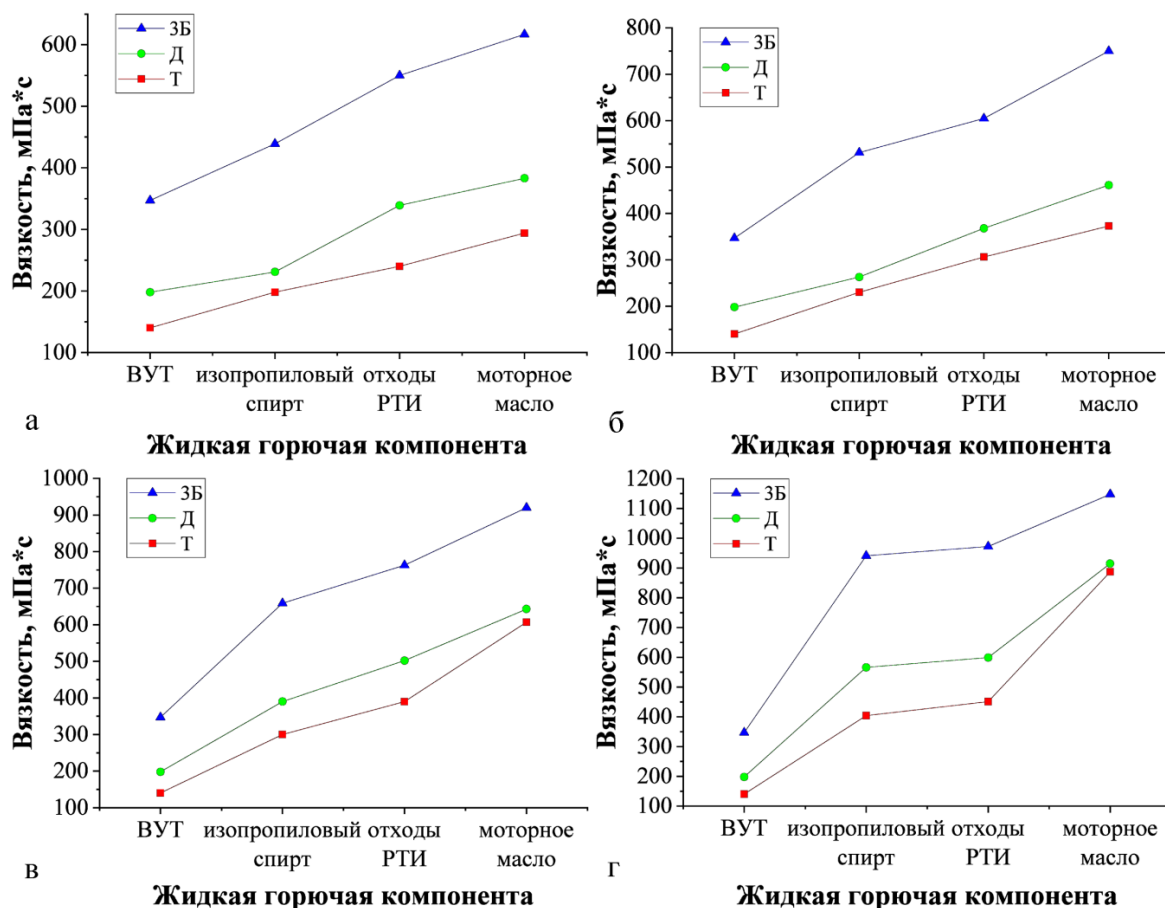 3Б
Д
Т
Вязкость, мПа*с
600
500
400
300
200
100
ВУТ
изопропиловый спирт
отходы РТИ
моторное масло
а
Жидкая горючая компонента
3Б
Д
Т
Вязкость, мПа*с
800
700
600
500
400
300
200
100
ВУТ
изопропиловый спирт
отходы РТИ
моторное масло
б
Жидкая горючая компонента
3Б
Д
Т
Вязкость, мПа*с
1000
900
800
700
600
500
400
300
200
100
ВУТ
изопропиловый спирт
отходы РТИ
моторное масло
в
Жидкая горючая компонента
3Б
Д
Т
Вязкость, мПа*с
1200
1100
1000
900
800
700
600
500
400
300
200
100
ВУТ
изопропиловый спирт
отходы РТИ
моторное масло
г
Жидкая горючая компонента